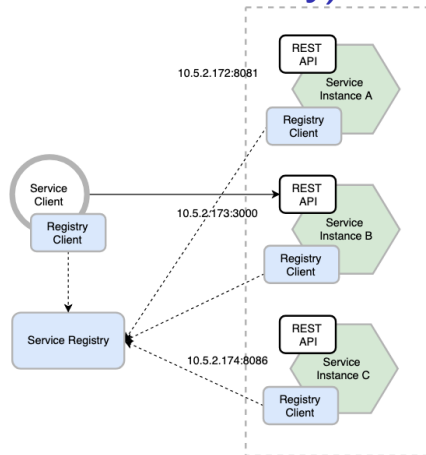 y)
REST
API
10.5.2.172:8081
Service
Instance A
Registry
Client
Service
Client
REST
API
10.5.2.173:3000
Registry
Client
Service
Instance B
Registry
Client
Service Registry
REST
API
10.5.2.174:8086
Service
Instance C
Registry
Client